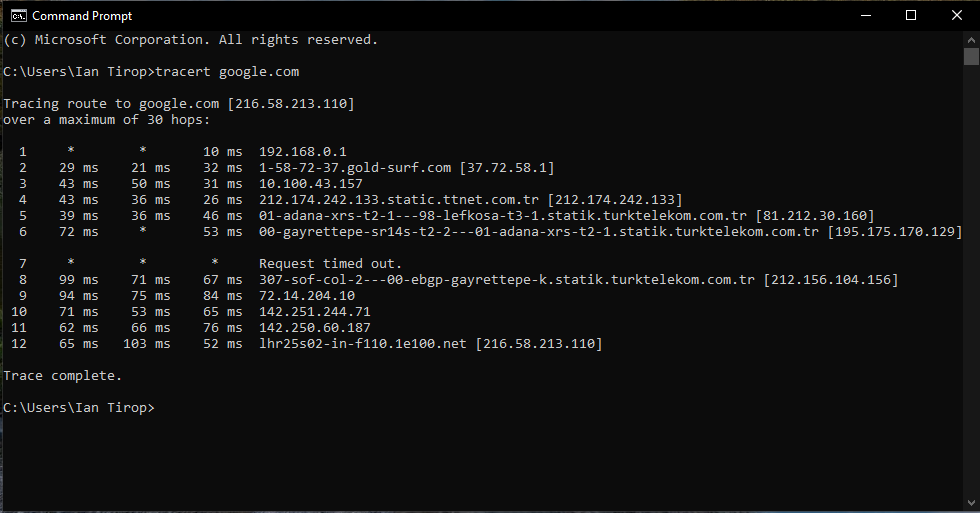 Command Prompt
(c) Microsoft Corporation. All rights reserved.
C:\Users\Ian Tirop>tracert google.com
Tracing route to google.com [216.58.213.110]
over a maximum of 30 hops:
1 * * 10 ms 192.168.0.1
2 29 ms 21 ms 32 ms 1-58-72-37.gold-surf.com [37.72.58.1]
3 43 ms 50 ms 31 ms 10.100.43.157
4 43 ms 36 ms 26 ms 212.174.242.133.static.ttnet.com.tr [212.174.242.133]
5 39 ms 36 ms 46 ms 01-adana-xrs-t2-1---98-lefkosa-t3-1.statik.turktelekom.com.tr [81.212.30.160]
6 72 ms * 53 ms 00-gayrettepe-sr14s-t2-2---01-adana-xrs-t2-1.statik.turktelekom.com.tr [195.175.170.129]
7 * * * Request timed out.
8 99 ms 71 ms 67 ms 307-sof-col-2---00-ebgp-gayrettepe-k.statik.turktelekom.com.tr [212.156.104.156]
9 94 ms 75 ms 84 ms 72.14.204.10
10 71 ms 53 ms 65 ms 142.251.244.71
11 62 ms 66 ms 76 ms 142.250.60.187
12 65 ms 103 ms 52 ms lhr25s02-in-f110.1e100.net [216.58.213.110]
Trace complete.
C:\Users\Ian Tirop>